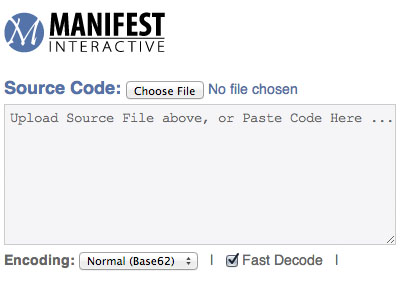 MANIFEST
INTERACTIVE
Source Code: Choose File No file chosen
Upload Source File above, or Paste Code Here ...
Encoding: Normal (Base62) | Fast Decode |